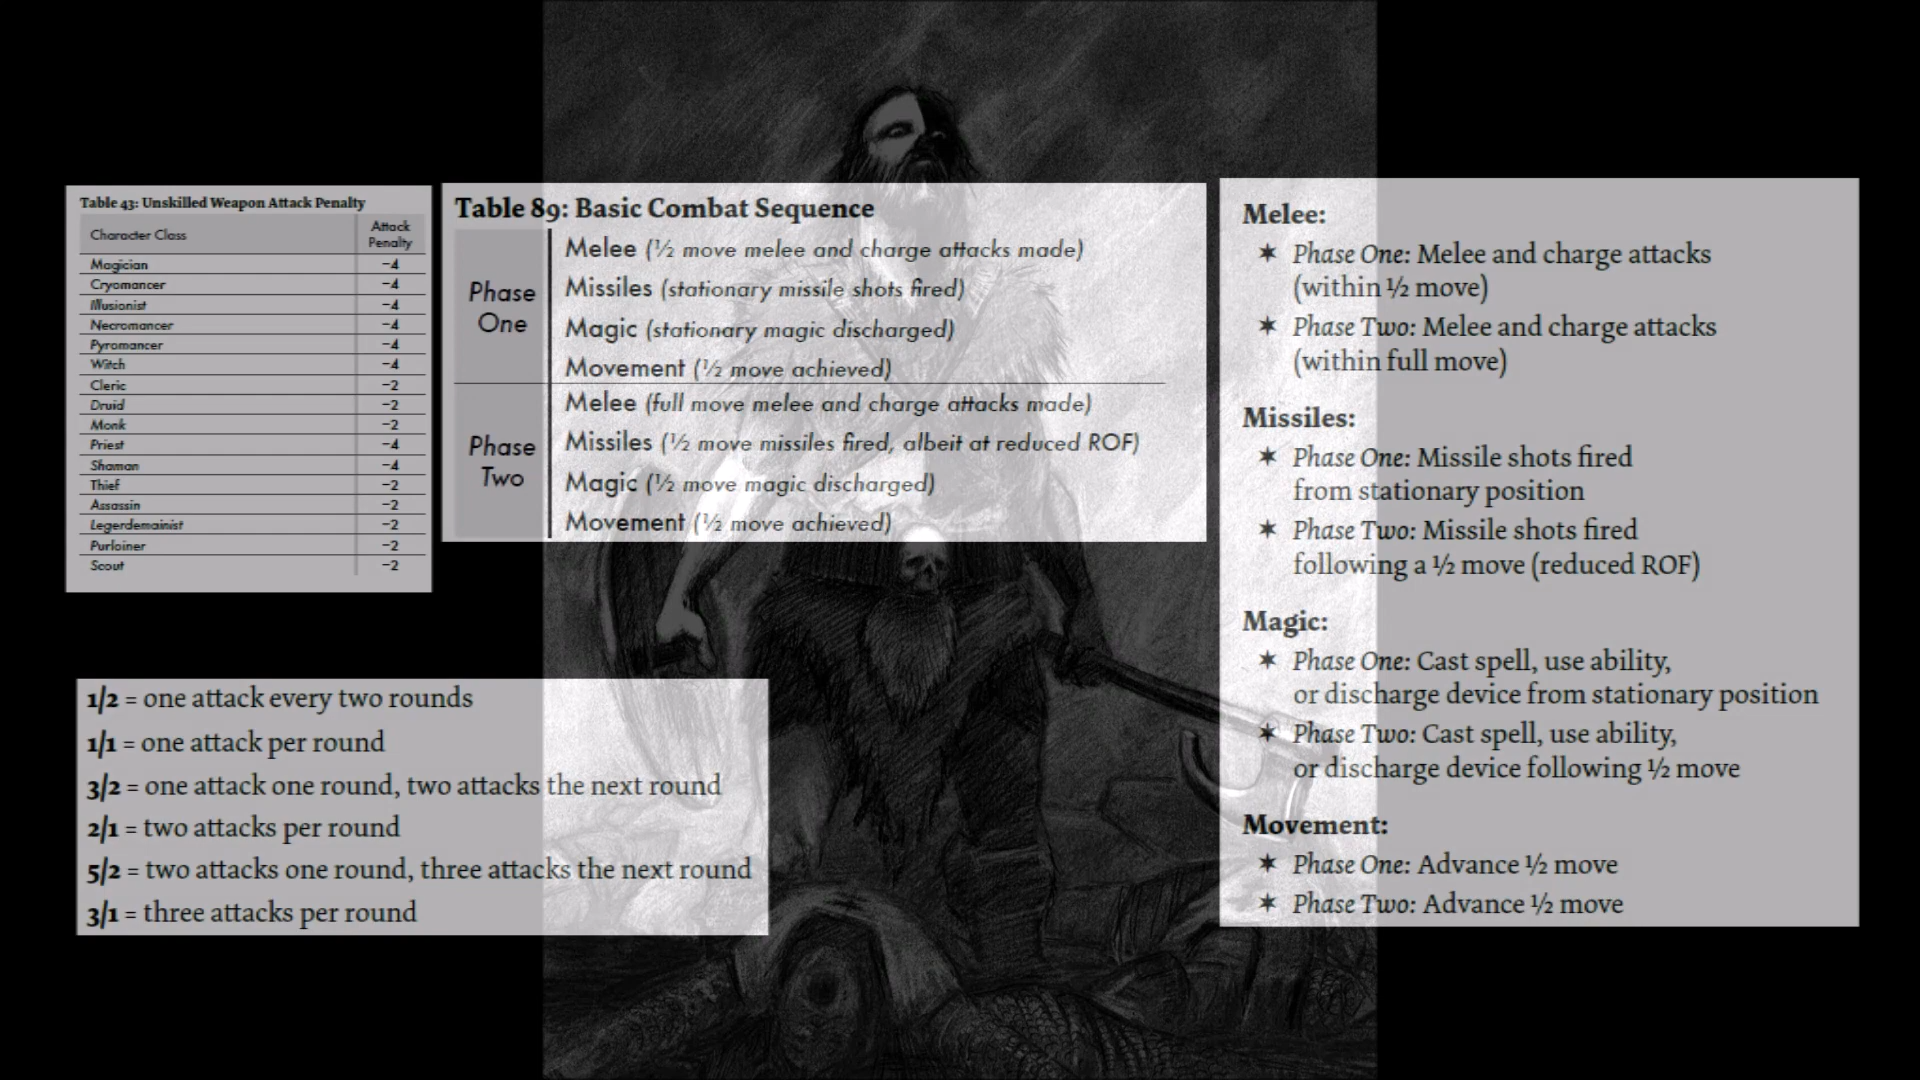 Table 43: Unskilled Weapon Attack Penalty
Character Class
Attack
Penalty
Magician –4
Cryomancer –4
Illusionist –4
Necromancer –4
Pyromancer –4
Witch –4
Cleric –2
Druid –2
Monk –2
Priest –4
Shaman –4
Thief –2
Assassin –2
Legerdemainist –2
Purloiner –2
Scout –2
Table 89: Basic Combat Sequence
Phase
One
Melee (½ move melee and charge attacks made)
Missiles (stationary missile shots fired)
Magic (stationary magic discharged)
Movement (½ move achieved)
Phase
Two
Melee (full move melee and charge attacks made)
Missiles (½ move missiles fired, albeit at reduced ROF)
Magic (½ move magic discharged)
Movement (½ move achieved)
1/2 = one attack every two rounds
1/1 = one attack per round
3/2 = one attack one round, two attacks the next round
2/1 = two attacks per round
5/2 = two attacks one round, three attacks the next round
3/1 = three attacks per round
Melee:
✶ Phase One: Melee and charge attacks
(within ½ move)
✶ Phase Two: Melee and charge attacks
(within full move)
Missiles:
✶ Phase One: Missile shots fired
from stationary position
✶ Phase Two: Missile shots fired
following a ½ move (reduced ROF)
Magic:
✶ Phase One: Cast spell, use ability,
or discharge device from stationary position
✶ Phase Two: Cast spell, use ability,
or discharge device following ½ move
Movement:
✶ Phase One: Advance ½ move
✶ Phase Two: Advance ½ move